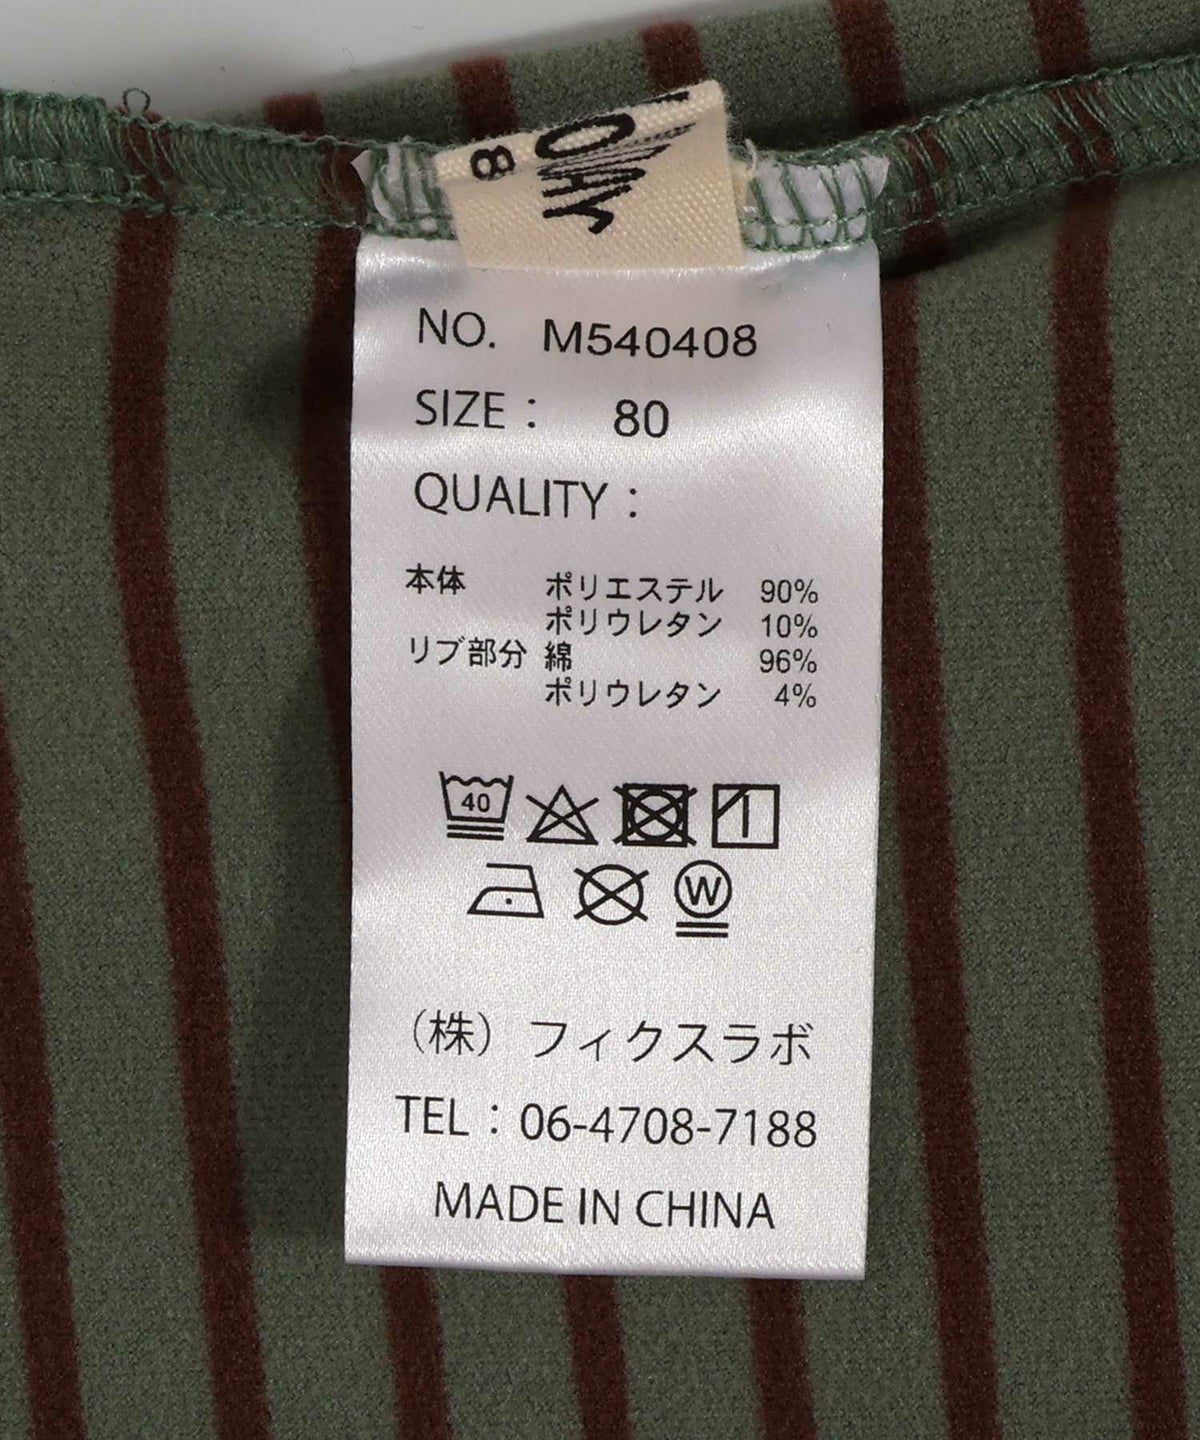 8
NO. M540408
SIZE : 80
QUALITY :
本体 ポリエステル 90%
ポリウレタン 10%
リブ部分 綿 96%
ポリウレタン 4%
40
W
(株) フィクスラボ
TEL : 06-4708-7188
MADE IN CHINA